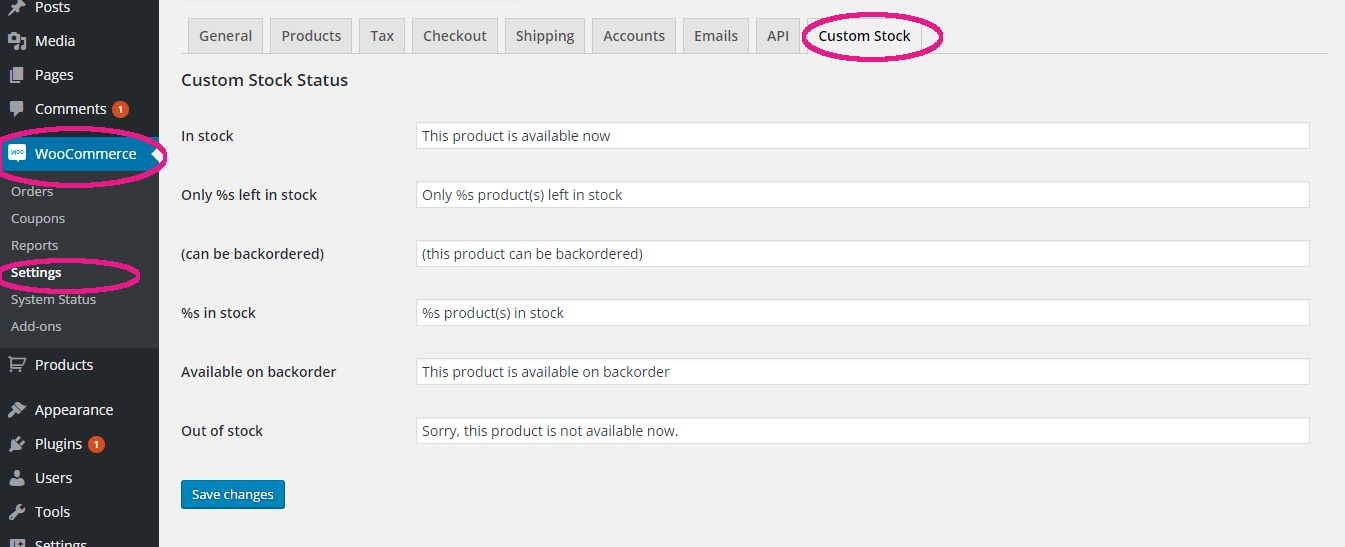 Posts
Media
Pages
Comments 1
WOO WooCommerce
Orders
Coupons
Reports
Settings
System Status
Add-ons
Products
Appearance
Plugins 1
Users
Tools
Settings
General Products Tax Checkout Shipping Accounts Emails API Custom Stock
Custom Stock Status
In stock This product is available now
Only %s left in stock Only %s product(s) left in stock
(can be backordered) (this product can be backordered)
%s in stock %s product(s) in stock
Available on backorder This product is available on backorder
Out of stock Sorry, this product is not available now.
Save changes